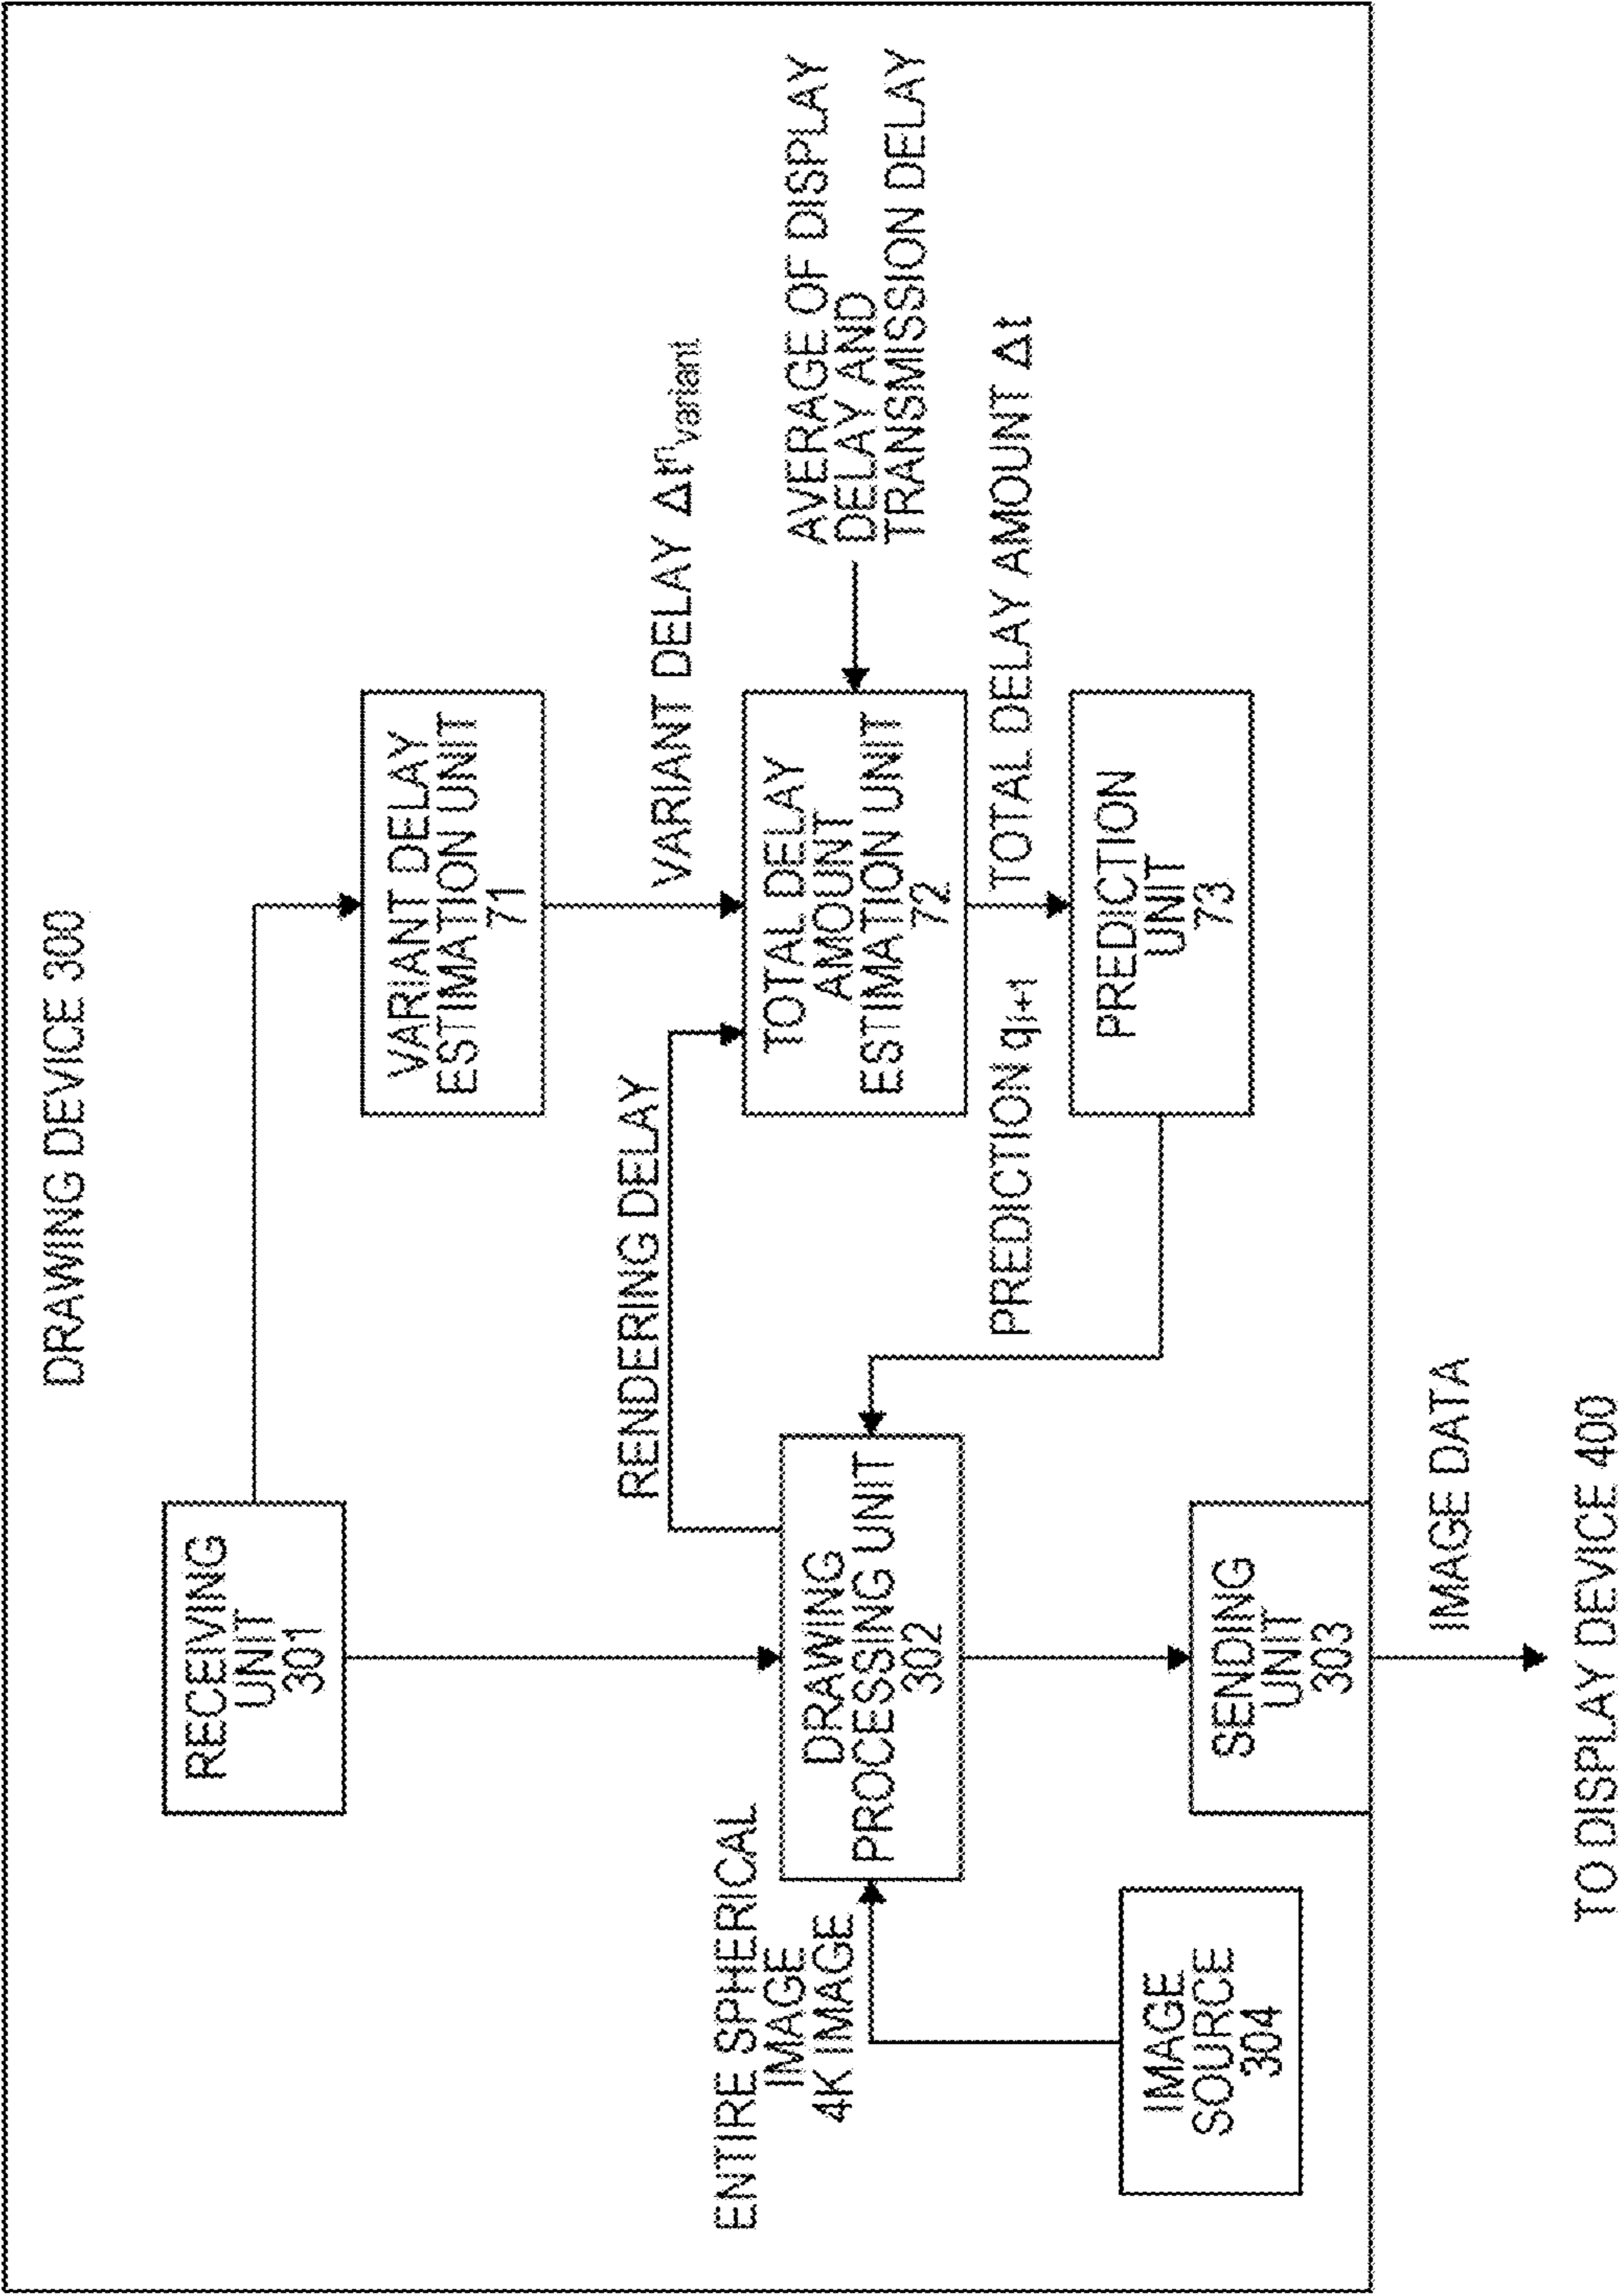 DRAWING DEVICE 300
RECEIVING
UNIT
301
VARIANT DELAY
ESTIMATION UNIT
71
RENDERING DELAY
VARIANT DELAY Δtⁿvariant
ENTIRE SPHERICAL
IMAGE
4K IMAGE
DRAWING
PROCESSING UNIT
302
TOTAL DELAY
AMOUNT
ESTIMATION UNIT
72
AVERAGE OF DISPLAY
DELAY AND
TRANSMISSION DELAY
PREDICTION qi+1
TOTAL DELAY AMOUNT Δt
IMAGE
SOURCE
304
SENDING
UNIT
303
PREDICTION
UNIT
73
IMAGE DATA
TO DISPLAY DEVICE 400